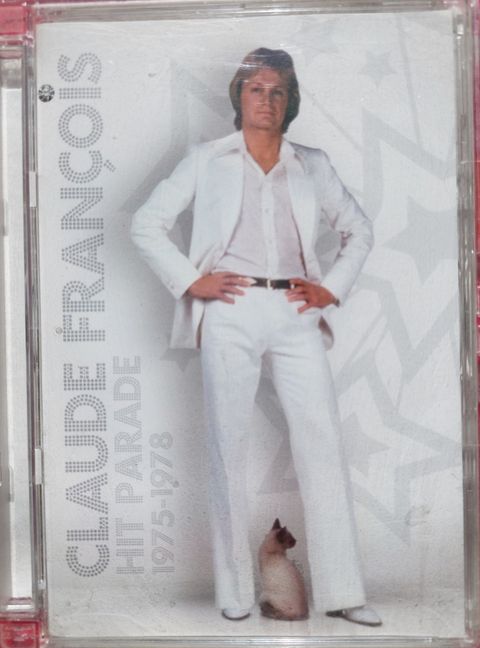 CLAUDE FRANÇOIS
HIT PARADE
1975-1978